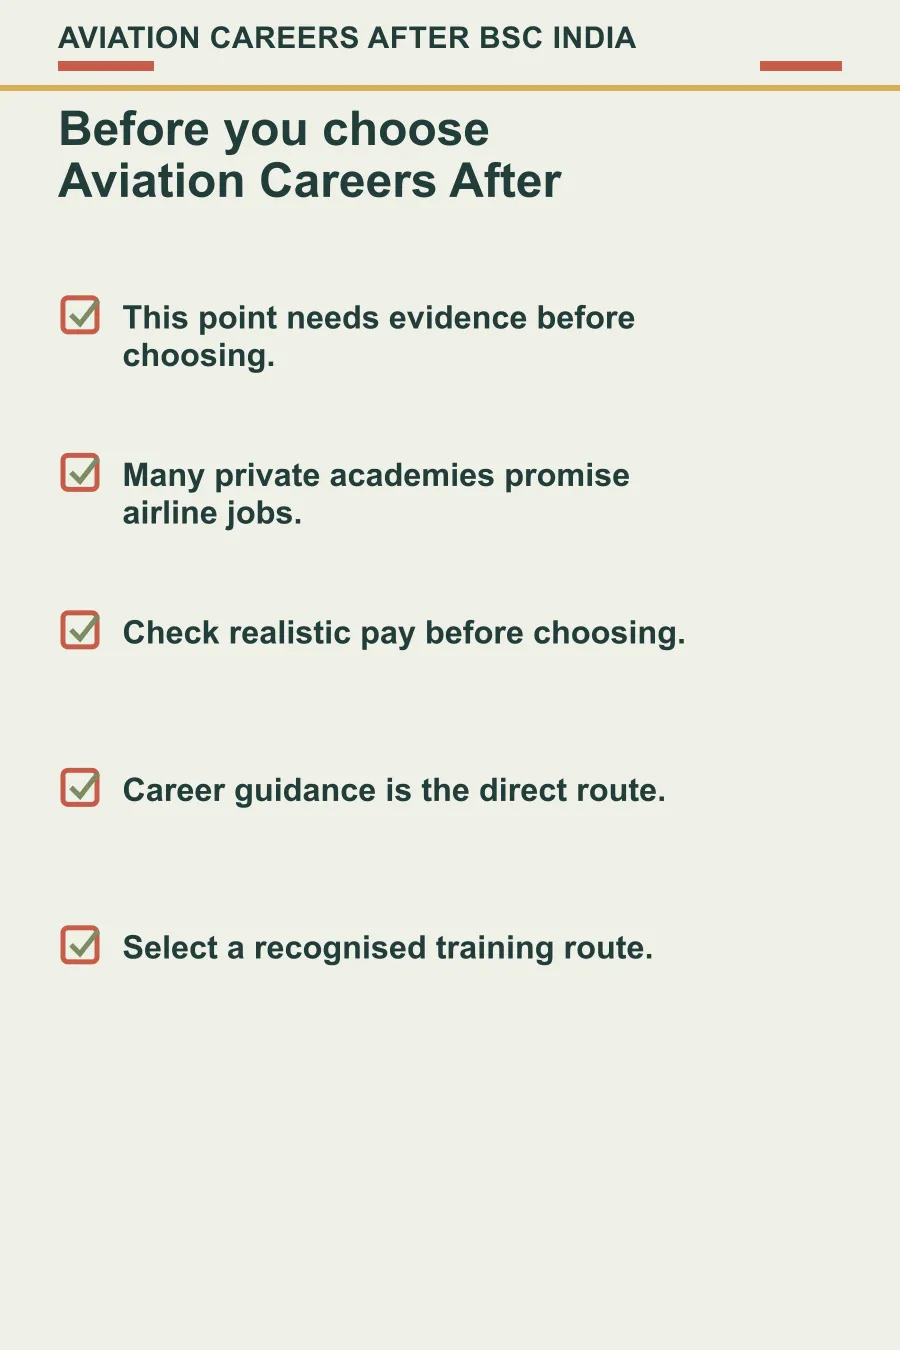 AVIATION CAREERS AFTER BSC INDIA
Before you choose
Aviation Careers After
This point needs evidence before
choosing.
Many private academies promise
airline jobs.
Check realistic pay before choosing.
Career guidance is the direct route.
Select a recognised training route.